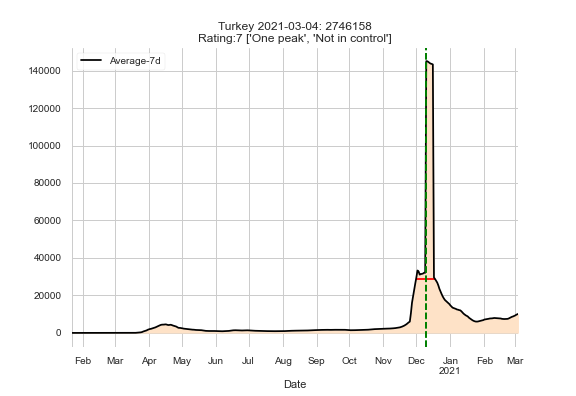 Turkey 2021-03-04: 2746158
Rating:7 ['One peak', 'Not in control']
Average-7d
140000
120000
100000
80000
60000
40000
20000
0
Feb Mar Apr May Jun Jul Aug Sep Oct Nov Dec Jan Feb Mar
2021
Date